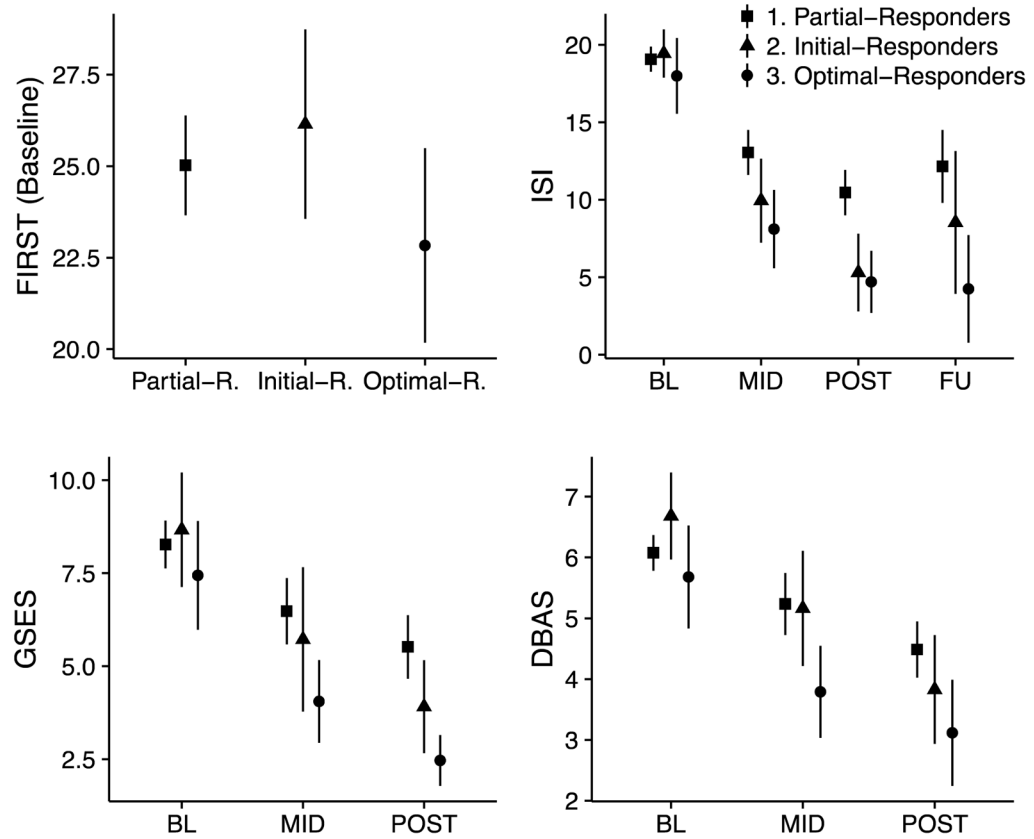 FIRST (Baseline)
27.5
25.0
22.5
20.0
Partial−R.
Initial−R.
Optimal−R.
ISI
20
15
10
5
0
BL
MID
POST
FU
1. Partial−Responders
2. Initial−Responders
3. Optimal−Responders
GSES
10.0
7.5
5.0
2.5
BL
MID
POST
DBAS
7
6
5
4
3
2
BL
MID
POST